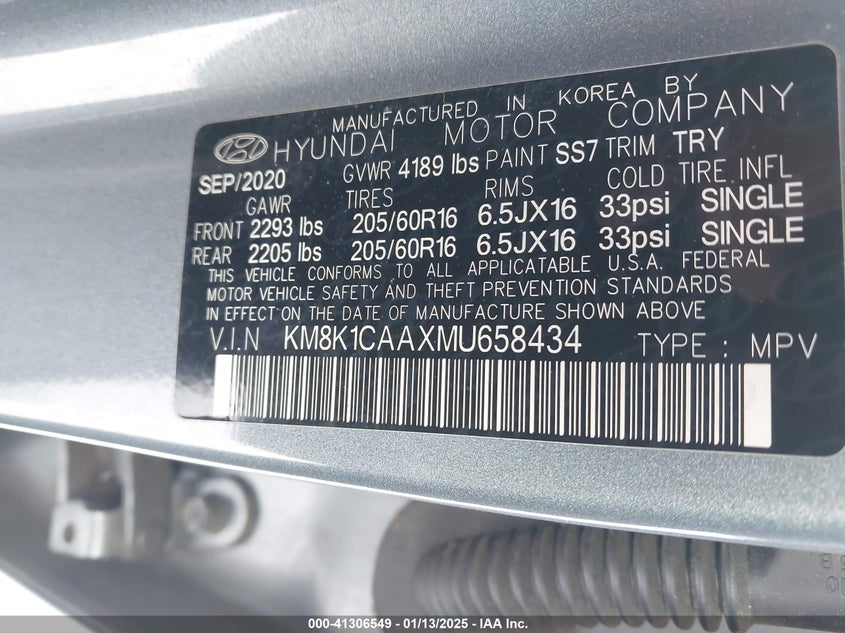 MANUFACTURED IN KOREA BY
HYUNDAI MOTOR COMPANY
SEP/2020 GVWR 4189 lbs PAINT SS7 TRIM TRY
GAWR TIRES RIMS COLD TIRE INFL
FRONT 2293 lbs 205/60R16 6.5JX16 33psi SINGLE
REAR 2205 lbs 205/60R16 6.5JX16 33psi SINGLE
THIS VEHICLE CONFORMS TO ALL APPLICATABLE U.S.A. FEDERAL
MOTOR VEHICLE SAFETY AND THEFT PREVENTION STANDARDS
IN EFFECT ON THE DATE OF MANUFACTURE SHOWN ABOVE
V.I.N KM8K1CAAXMU658434 TYPE : MPV
000-41306549 - 01/13/2025 - IAA Inc.